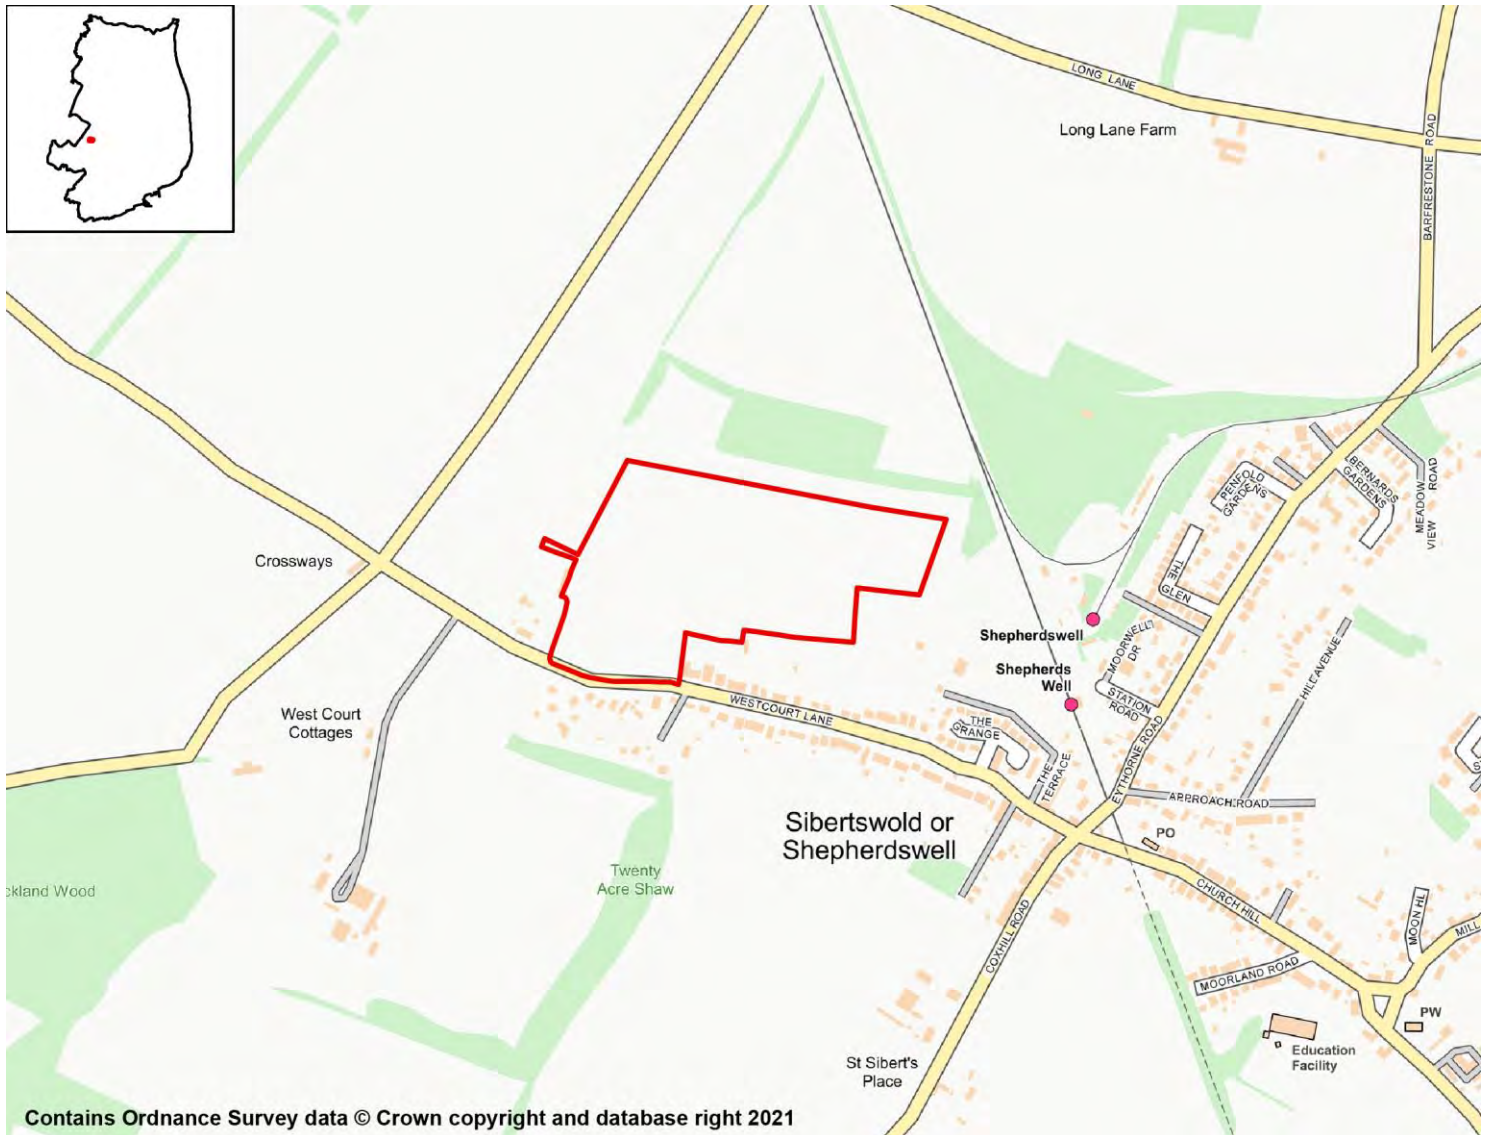 LONG LANE
Long Lane Farm
BARFRESTONE ROAD
Crossways
West Court
Cottages
WESTCOURT LANE
THE
GRANGE
THE
TERRACE
Shepherdswell
Shepherds
Well
MOORWELL
DR
STATION
ROAD
THE
GLEN
PENFOLD
GARDENS
BERNARDS
GARDENS
MEADOW
VIEW ROAD
HILL AVENUE
EYTHORNE ROAD
APPROACH ROAD
PO
Sibertswold or
Shepherdswell
Twenty
Acre Shaw
ckland Wood
CHURCH HILL
COXHILL ROAD
MOON HL
MILL
MOORLAND ROAD
PW
Education
Facility
St Sibert's
Place
S
Contains Ordnance Survey data © Crown copyright and database right 2021